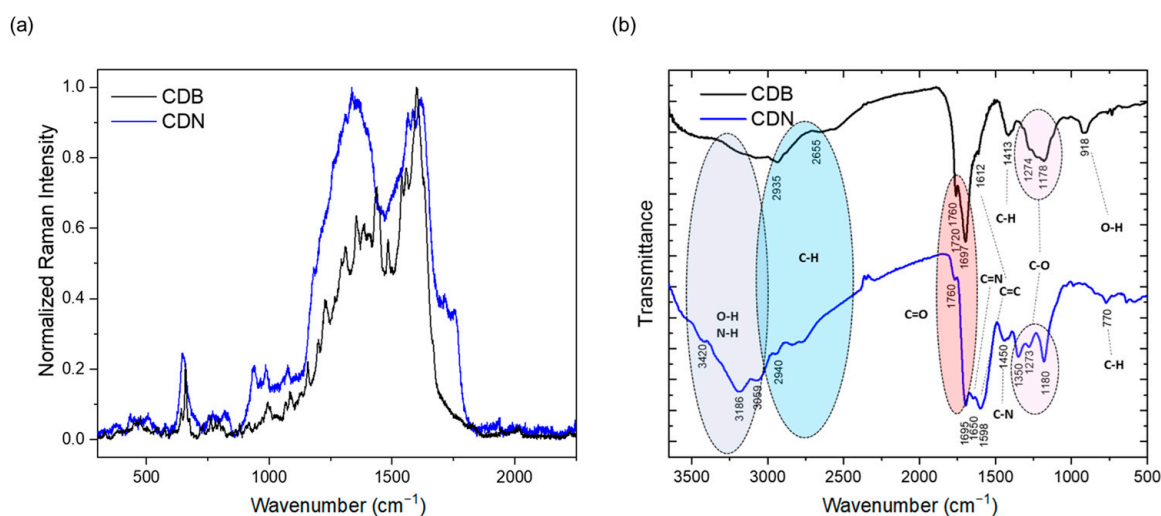 (a)
(b)
CDB
CDN
1.0
0.8
0.6
0.4
0.2
0.0
Normalized Raman Intensity
500
1000
1500
2000
Wavenumber (cm⁻¹)
CDB
CDN
Transmittance
2935
2655
1760
1720
1697
1612
1413
1274
1178
918
C-H
O-H
C-H
C-O
C=N
C=C
C=O
O-H
N-H
1760
3420
3186
3059
2940
1695
1650
1598
1450
1350
1273
1180
770
C-N
C-H
3500
3000
2500
2000
1500
1000
500
Wavenumber (cm⁻¹)